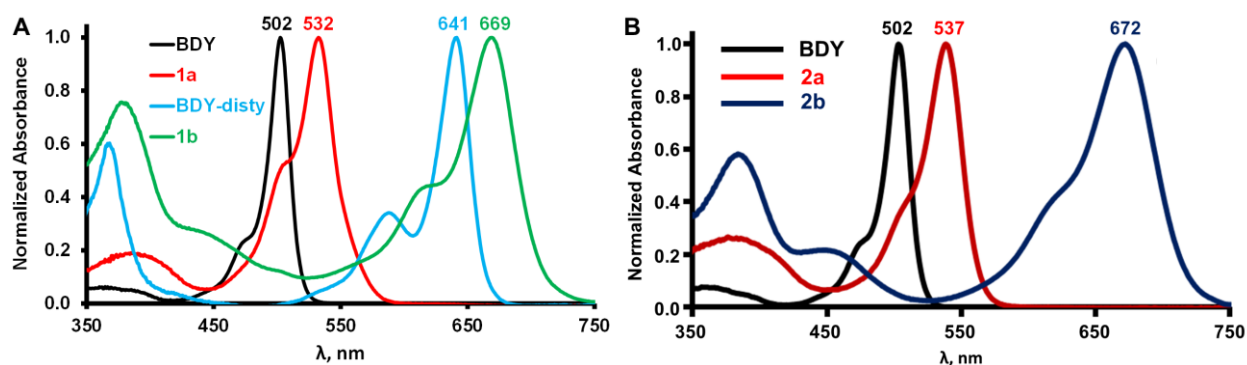 A
502 532 641 669
Normalized Absorbance
1.0
0.8
0.6
0.4
0.2
0.0
BDY
1a
BDY-disty
1b
350 450 550 650 750
λ, nm
B
502 537 672
Normalized Absorbance
1.0
0.8
0.6
0.4
0.2
0.0
BDY
2a
2b
350 450 550 650 750
λ, nm